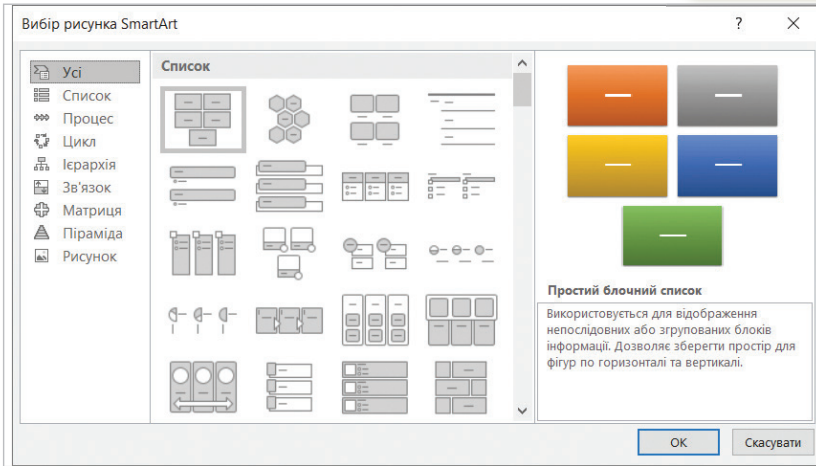 Вибір рисунка SmartArt
?
Усі
Список
Процес
Цикл
Ієрархія
Зв'язок
Матриця
Піраміда
Рисунок
Список
Простий блочний список
Використовується для відображення
непослідовних або згрупованих блоків
інформації. Дозволяє зберегти простір для
фігур по горизонталі та вертикалі.
ОК
Скасувати